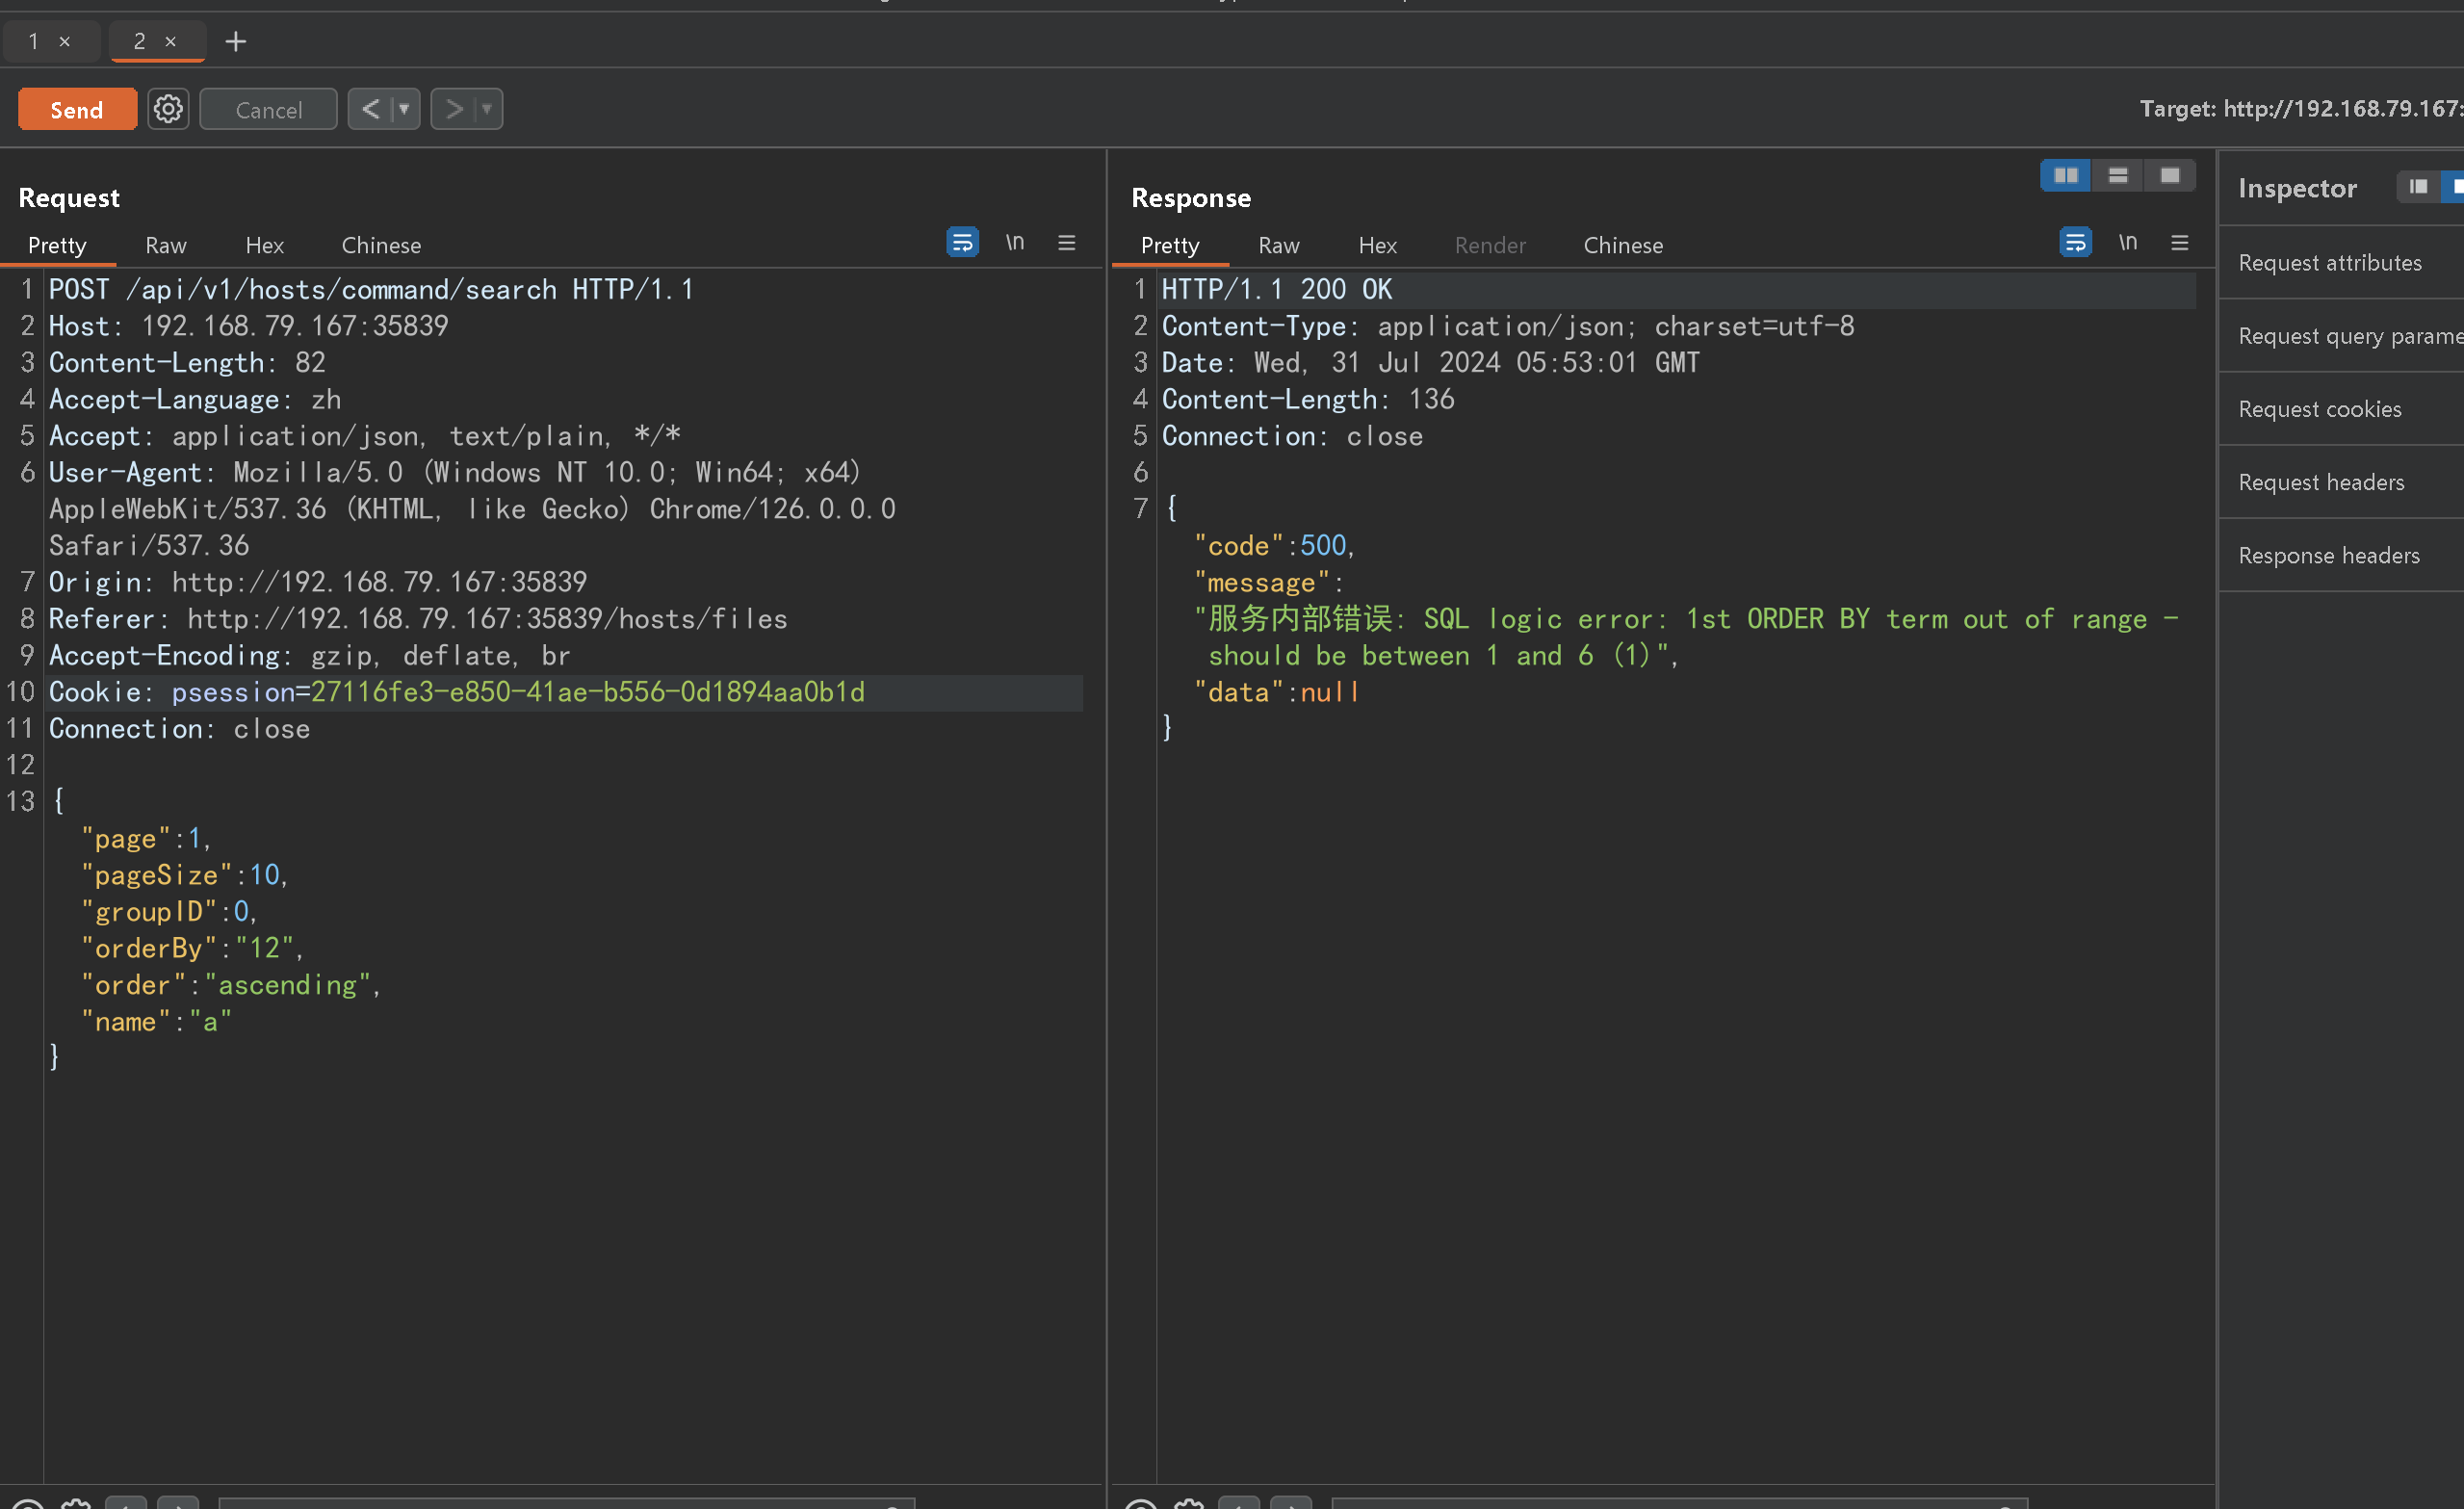 1 × 2 × +
Send Cancel < ▾ > ▾ Target: http://192.168.79.167:
Request
Pretty Raw Hex Chinese \n
1 POST /api/v1/hosts/command/search HTTP/1.1
2 Host: 192.168.79.167:35839
3 Content-Length: 82
4 Accept-Language: zh
5 Accept: application/json, text/plain, */*
6 User-Agent: Mozilla/5.0 (Windows NT 10.0; Win64; x64)
AppleWebKit/537.36 (KHTML, like Gecko) Chrome/126.0.0.0
Safari/537.36
7 Origin: http://192.168.79.167:35839
8 Referer: http://192.168.79.167:35839/hosts/files
9 Accept-Encoding: gzip, deflate, br
10 Cookie: psession=27116fe3-e850-41ae-b556-0d1894aa0b1d
11 Connection: close
12
13 {
"page":1,
"pageSize":10,
"groupID":0,
"orderBy":"12",
"order":"ascending",
"name":"a"
}
Response
Pretty Raw Hex Render Chinese \n
1 HTTP/1.1 200 OK
2 Content-Type: application/json; charset=utf-8
3 Date: Wed, 31 Jul 2024 05:53:01 GMT
4 Content-Length: 136
5 Connection: close
6
7 {
"code":500,
"message":
"服务内部错误: SQL logic error: 1st ORDER BY term out of range -
should be between 1 and 6 (1)",
"data":null
}
Inspector
Request attributes
Request query parame
Request cookies
Request headers
Response headers